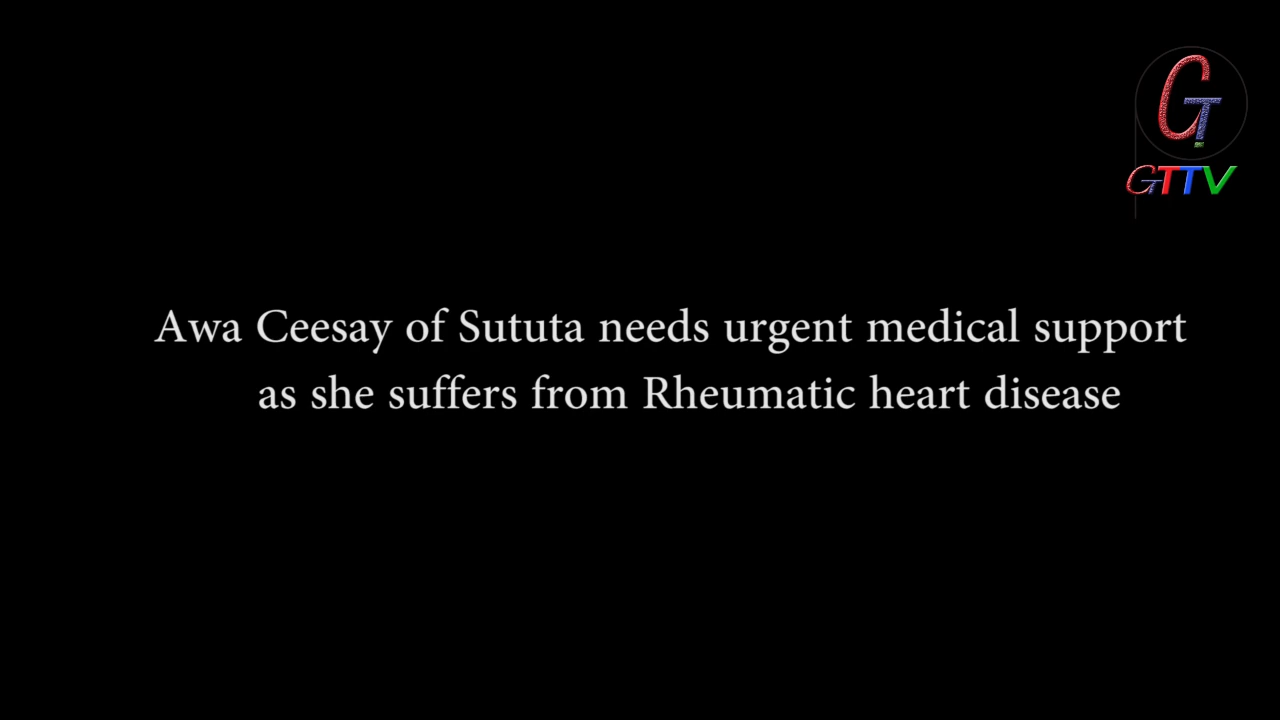 GT
GTTV
Awa Ceesay of Sututa needs urgent medical support
as she suffers from Rheumatic heart disease